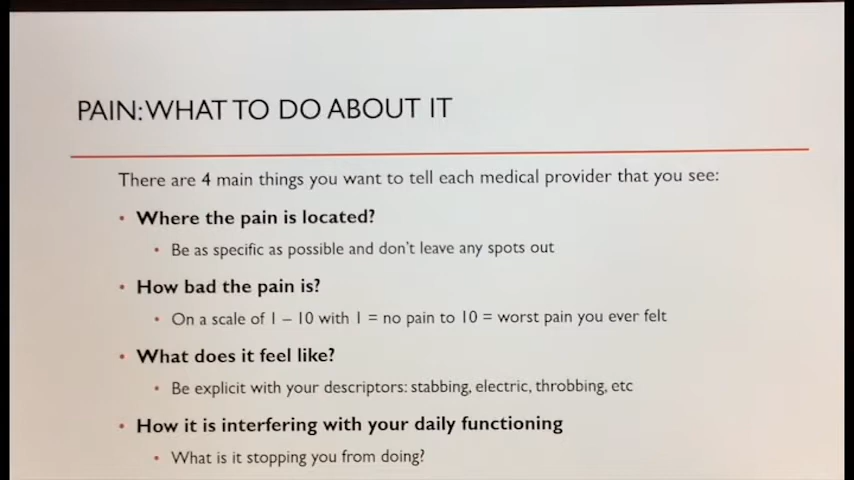 PAIN: WHAT TO DO ABOUT IT
There are 4 main things you want to tell each medical provider that you see:
• Where the pain is located?
• Be as specific as possible and don't leave any spots out
• How bad the pain is?
• On a scale of 1 – 10 with 1 = no pain to 10 = worst pain you ever felt
• What does it feel like?
• Be explicit with your descriptors: stabbing, electric, throbbing, etc
• How it is interfering with your daily functioning
• What is it stopping you from doing?